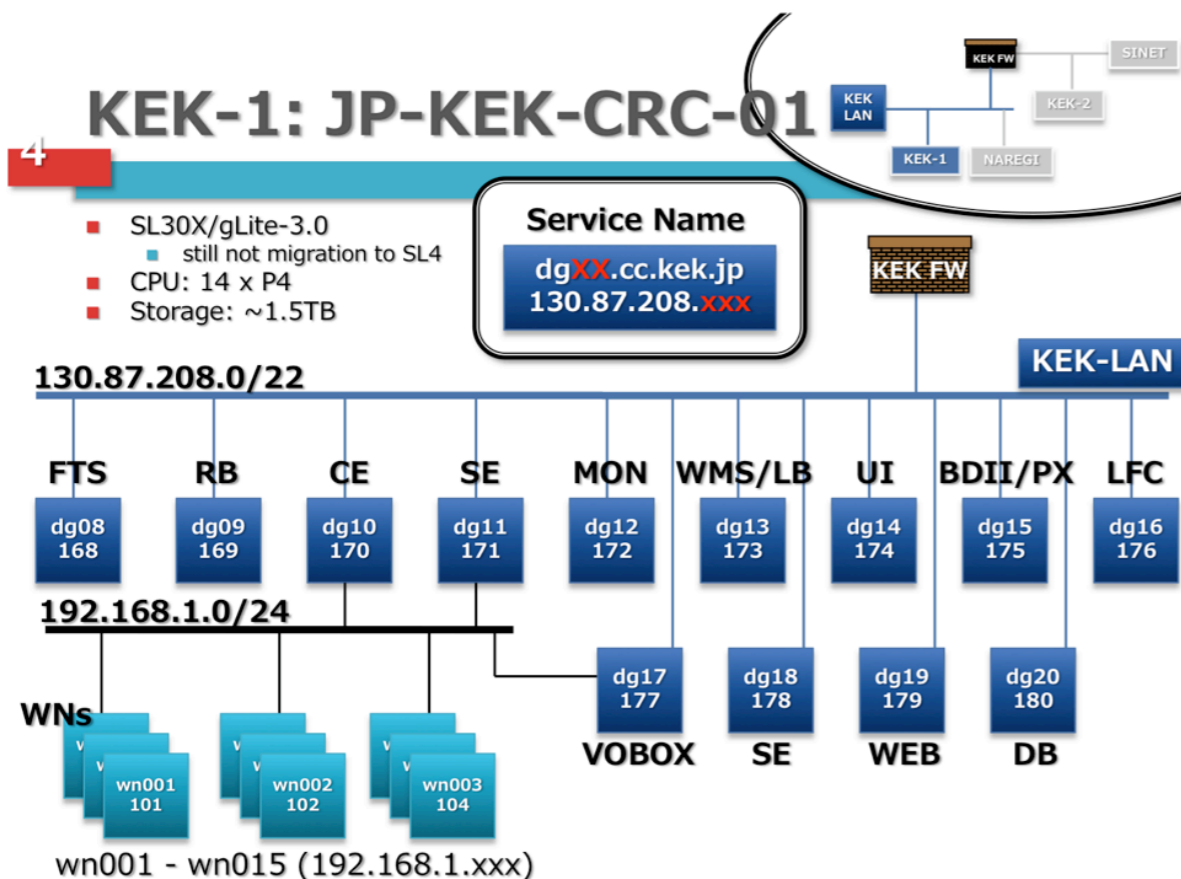 KEK FW
SINET
KEK
LAN
KEK-2
KEK-1
NAREGI
KEK-1: JP-KEK-CRC-01
4
SL30X/gLite-3.0
still not migration to SL4
CPU: 14 x P4
Storage: ~1.5TB
Service Name
dgXX.cc.kek.jp
130.87.208.xxx
KEK FW
KEK-LAN
130.87.208.0/22
FTS
RB
CE
SE
MON
WMS/LB
UI
BDII/PX
LFC
dg08
168
dg09
169
dg10
170
dg11
171
dg12
172
dg13
173
dg14
174
dg15
175
dg16
176
192.168.1.0/24
dg17
177
dg18
178
dg19
179
dg20
180
VOBOX
SE
WEB
DB
WNs
wn001
101
wn002
102
wn003
104
wn001 - wn015 (192.168.1.xxx)